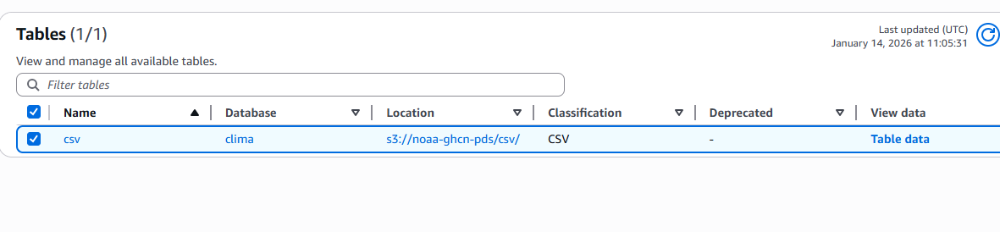 Tables (1/1)
Last updated (UTC)
January 14, 2026 at 11:05:31
View and manage all available tables.
Filter tables
Name Database Location Classification Deprecated View data
csv clima s3://noaa-ghcn-pds/csv/ CSV - Table data